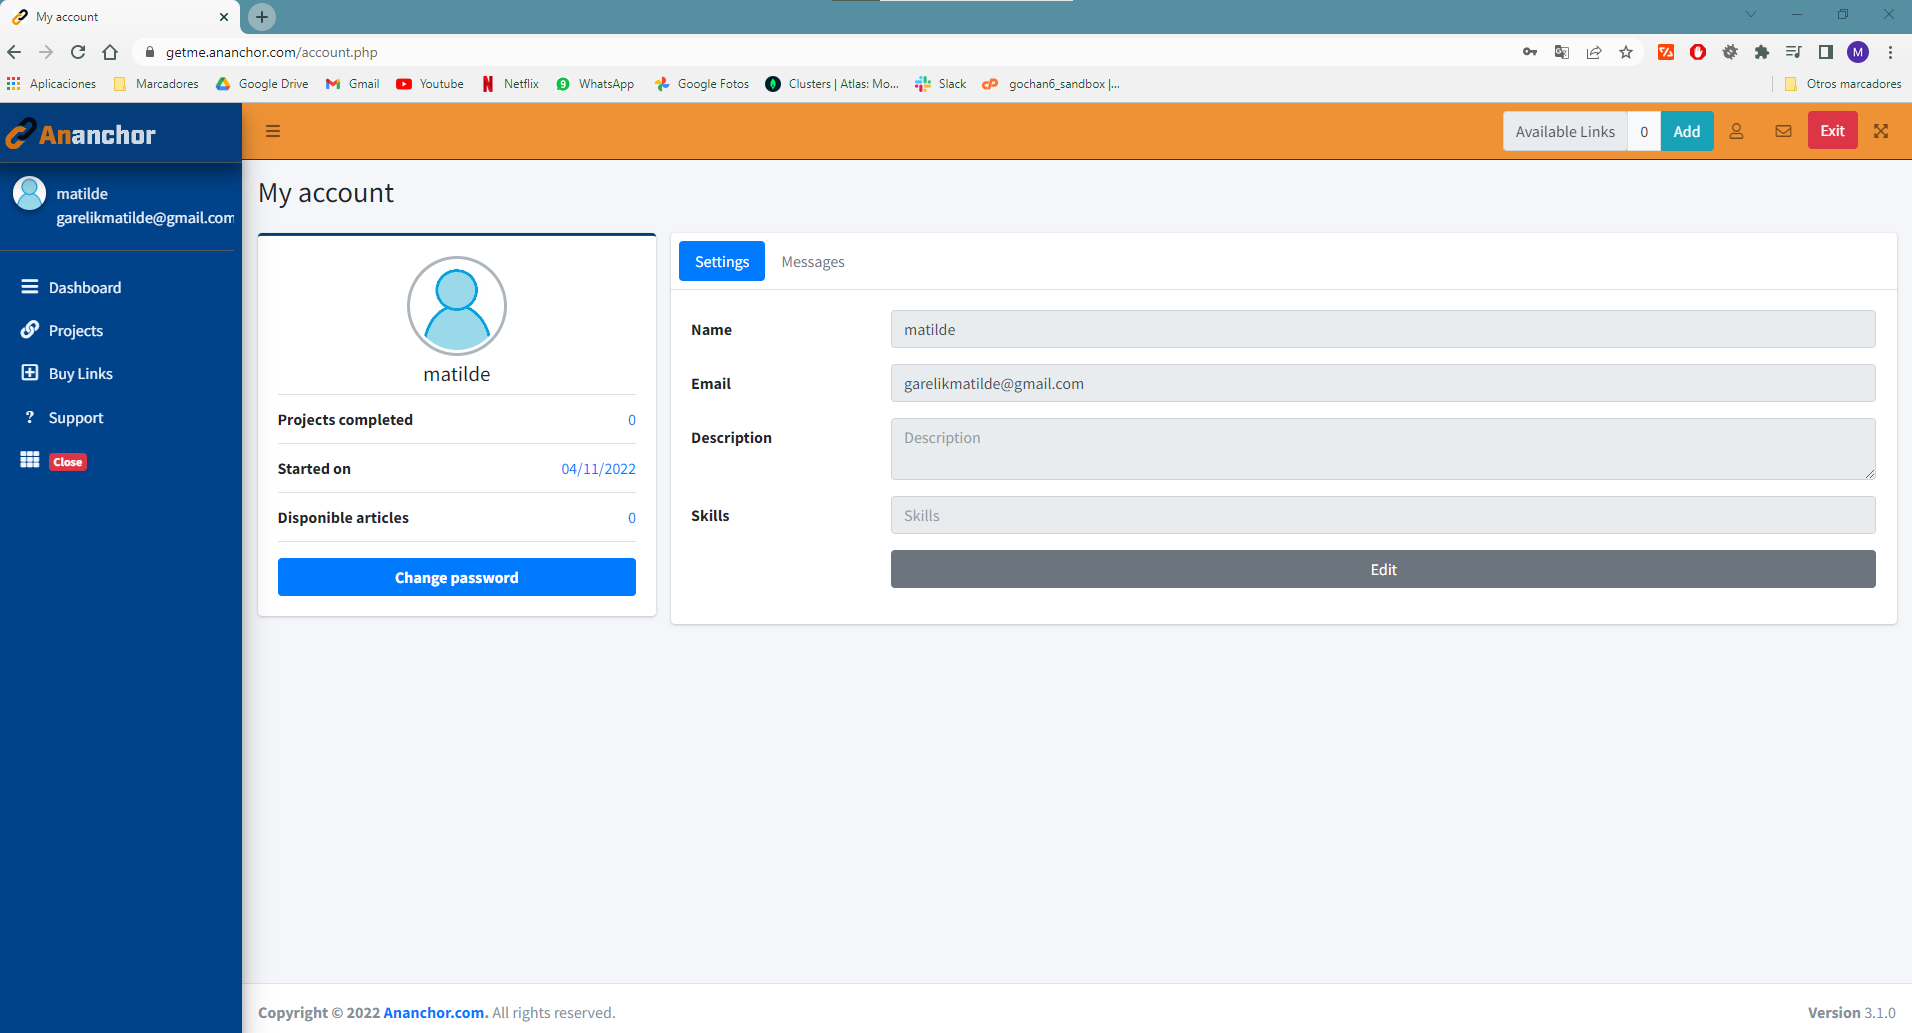 My account
getme.ananchor.com/account.php
M
Aplicaciones Marcadores Google Drive Gmail Youtube Netflix 9 WhatsApp Google Fotos Clusters | Atlas: Mo... Slack gochan6_sandbox |... Otros marcadores
Ananchor
Available Links 0 Add Exit
matilde
garelikmatilde@gmail.com
Dashboard
Projects
Buy Links
? Support
Close
My account
matilde
Projects completed 0
Started on 04/11/2022
Disponible articles 0
Change password
Settings Messages
Name matilde
Email garelikmatilde@gmail.com
Description Description
Skills Skills
Edit
Copyright © 2022 Ananchor.com. All rights reserved. Version 3.1.0